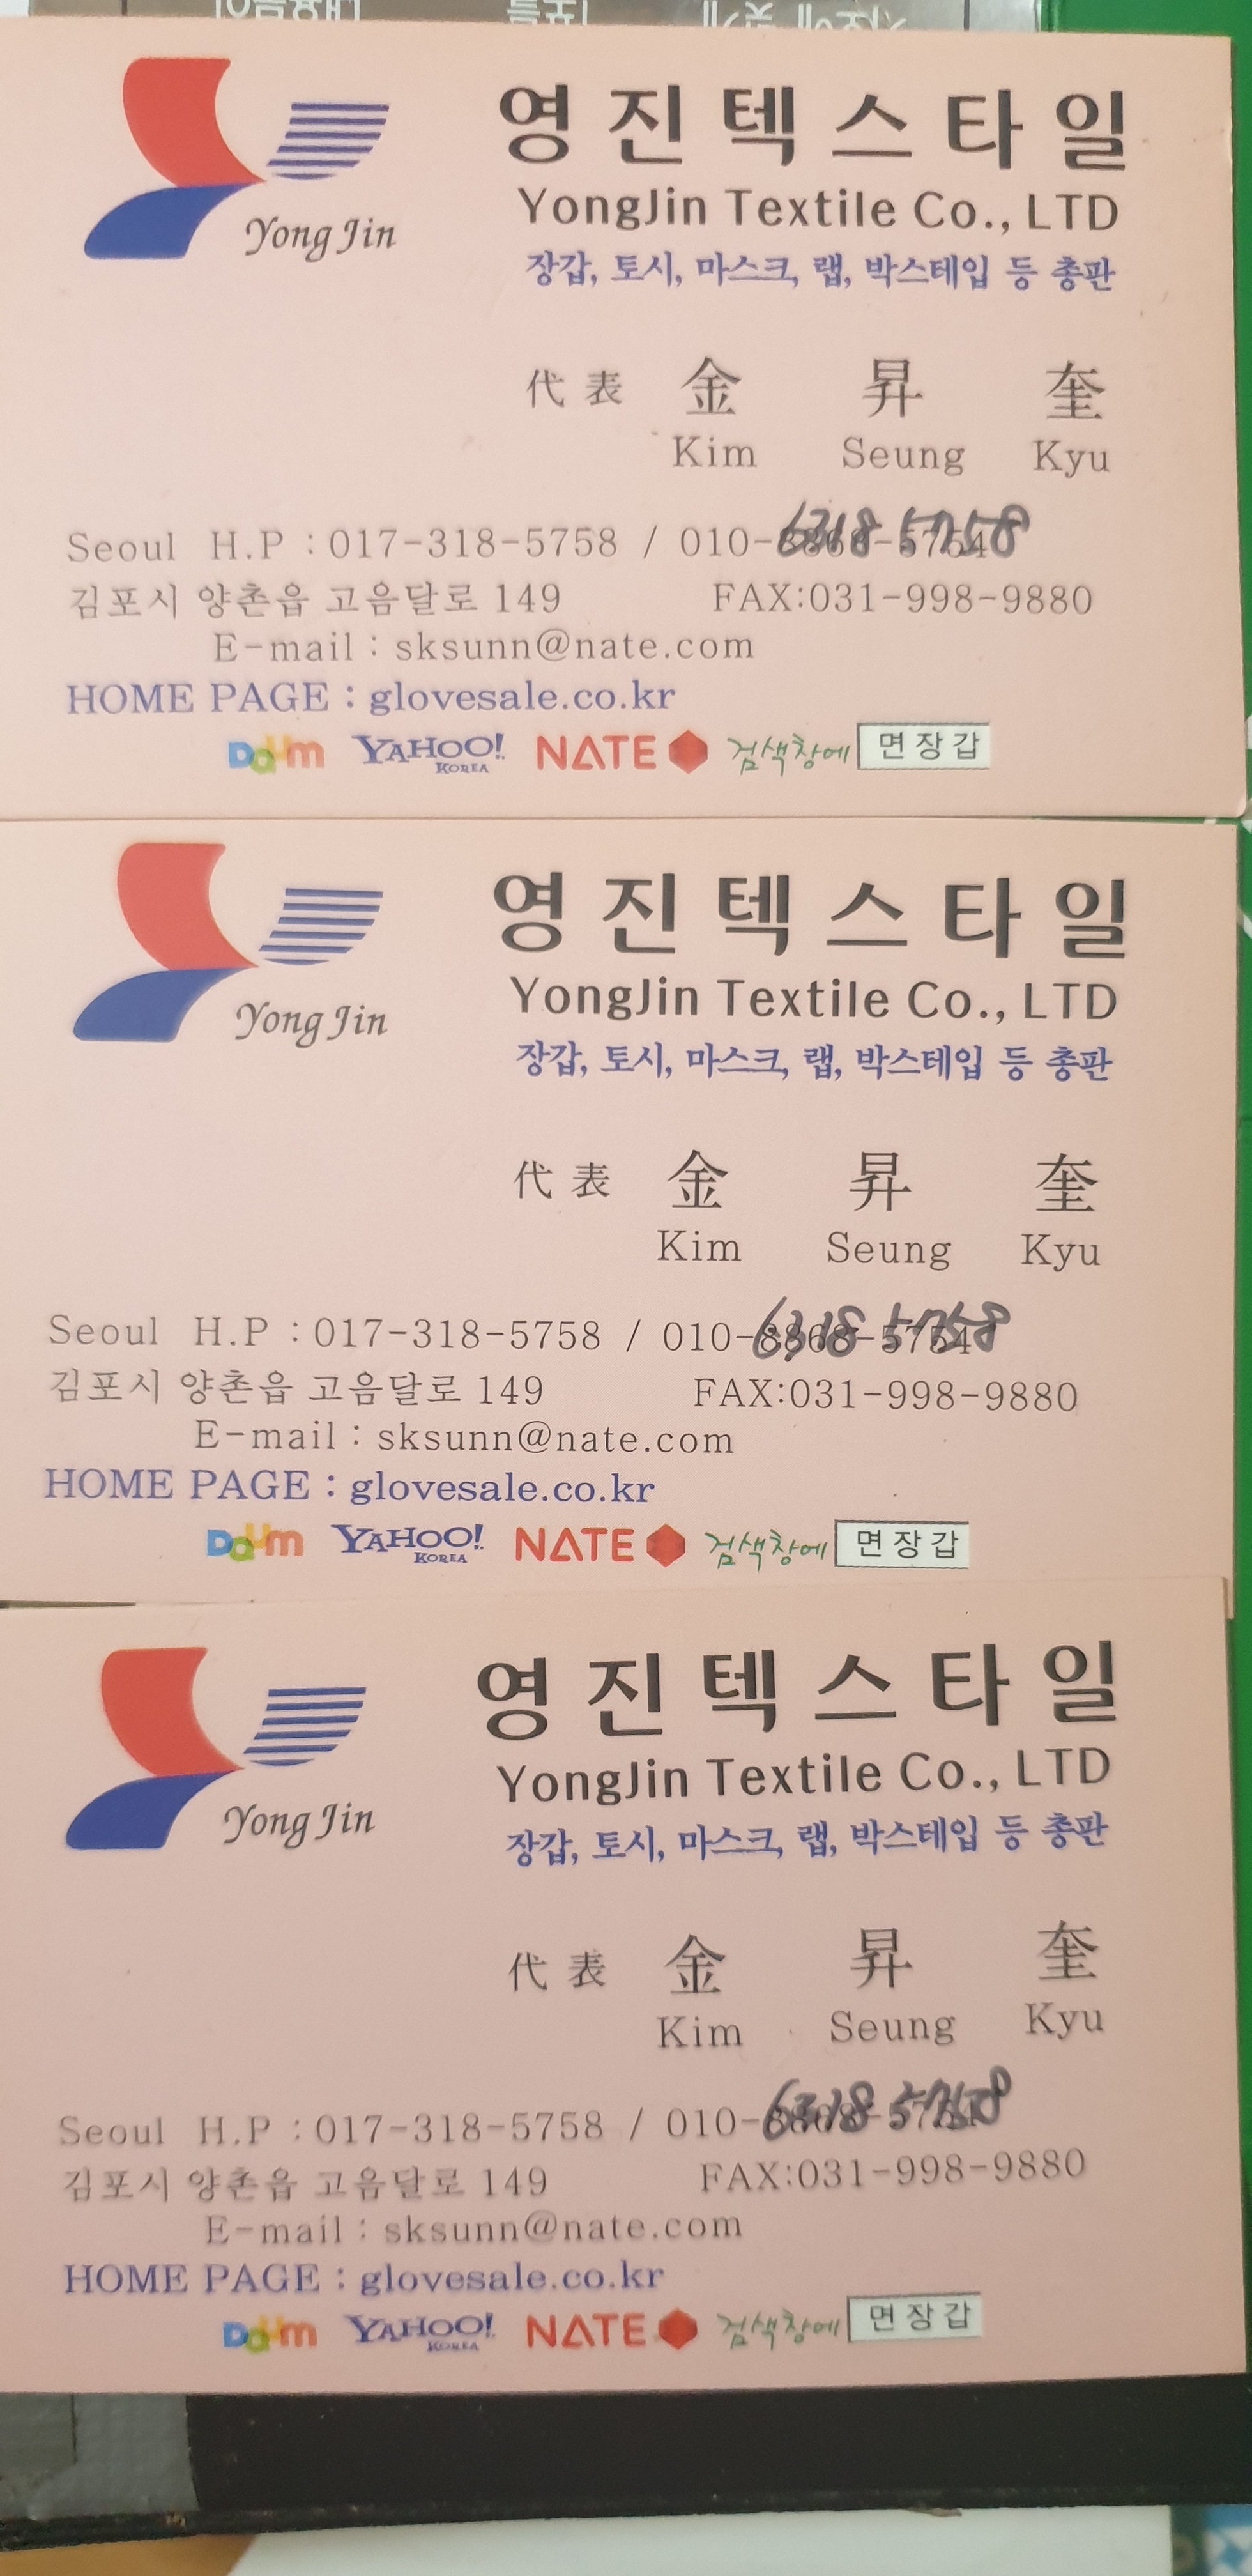 영진텍스타일
Yong Jin
YongJin Textile Co., LTD
장갑, 토시, 마스크, 랩, 박스테입 등 총판
代表 金 昇 奎
Kim Seung Kyu
6318 5758
Seoul H.P : 017-318-5758 / 010-8868-5754
김포시 양촌읍 고음달로 149 FAX:031-998-9880
E-mail : sksunn@nate.com
HOME PAGE : glovesale.co.kr
Daum YAHOO! KOREA NATE 검색창에 면장갑
영진텍스타일
Yong Jin
YongJin Textile Co., LTD
장갑, 토시, 마스크, 랩, 박스테입 등 총판
代表 金 昇 奎
Kim Seung Kyu
6318 5758
Seoul H.P : 017-318-5758 / 010-8868-5754
김포시 양촌읍 고음달로 149 FAX:031-998-9880
E-mail : sksunn@nate.com
HOME PAGE : glovesale.co.kr
Daum YAHOO! KOREA NATE 검색창에 면장갑
영진텍스타일
Yong Jin
YongJin Textile Co., LTD
장갑, 토시, 마스크, 랩, 박스테입 등 총판
代表 金 昇 奎
Kim Seung Kyu
6318 5758
Seoul H.P : 017-318-5758 / 010-8868-5754
김포시 양촌읍 고음달로 149 FAX:031-998-9880
E-mail : sksunn@nate.com
HOME PAGE : glovesale.co.kr
Daum YAHOO! KOREA NATE 검색창에 면장갑